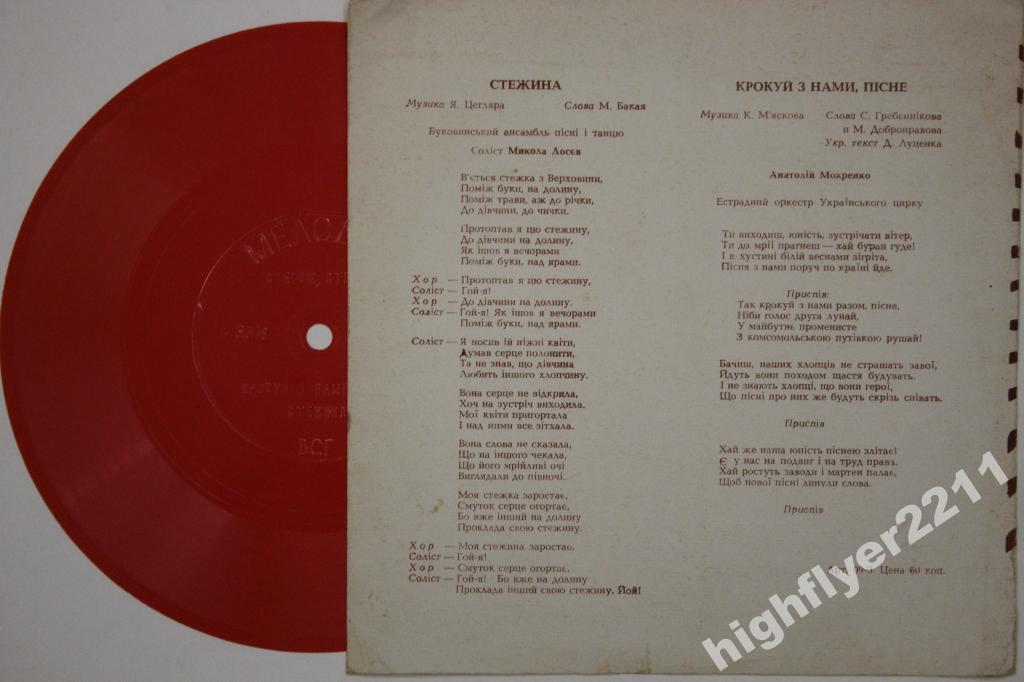 МЕЛОД
33⅓
КРОКУЙ З НАМИ
СТЕЖИНА
ВСГ
СТЕЖИНА
Музика Я. Цегляра Слова М. Бакая
Буковинський ансамбль пісні і танцю
Соліст Микола Лосєв
В'ється стежка з Верховини,
Поміж буки, на долину,
Поміж трави, аж до річки,
До дівчини, до чички.
Протоптав я цю стежину,
До дівчини на долину,
Як ішов я вечорами
Поміж буки, над ярами.
Хор — Протоптав я цю стежину,
Соліст — Гой-я!
Хор — До дівчини на долину.
Соліст — Гой-я! Як ішов я вечорами
Поміж буки, над ярами.
Соліст — Я носив їй ніжні квіти,
Думав серце полонити,
Та не знав, що дівчина
Любить іншого хлопчину.
Вона серце не відкрила,
Хоч на зустріч виходила.
Мої квіти пригортала
І над ними все зітхала.
Вона слова не сказала,
Що на іншого чекала,
Що його мрійливі очі
Виглядали до півночі.
Моя стежка заростає,
Смуток серце огортає,
Бо вже інший на долину
Проклада свою стежину.
Хор — Моя стежина заростає,
Соліст — Гой-я!
Хор — Смуток серце огортає.
Соліст — Гой-я! Бо вже на долину
Проклада інший свою стежину, Йой!
КРОКУЙ З НАМИ, ПІСНЕ
Музика К. М'яскова Слова С. Гребєннікова
и М. Добронравова
Укр. текст Д. Луценка
Анатолій Мокренко
Естрадний оркестр Українського цирку
Ти виходиш, юність, зустрічати вітер,
Ти до мрії прагнеш — хай буран гуде!
І в хустині білій веснами зігріта,
Пісня з нами поруч по країні йде.
Приспів:
Так крокуй з нами разом, пісне,
Ніби голос друга лунай,
У майбутнє променисте
З комсомольською путівкою рушай!
Бачиш, наших хлопців не страшать завої,
Йдуть вони походом щастя будувать.
І не знають хлопці, що вони герої,
Що пісні про них же будуть скрізь співать.
Приспів
Хай же наша юність піснею злітає!
Є у нас на подвиг і на труд права.
Хай ростуть заводи і мартен палає,
Щоб нової пісні линули слова.
Приспів
Цена 60 коп.
highflyer2211